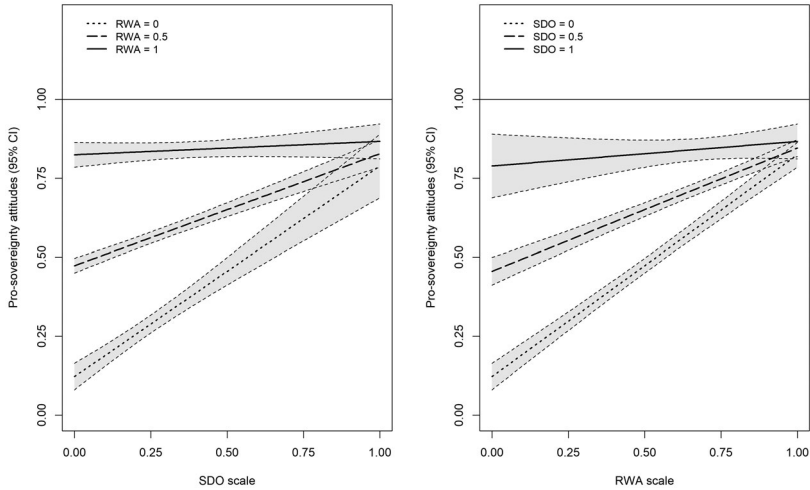 RWA = 0
RWA = 0.5
RWA = 1
Pro-sovereignty attitudes (95% CI)
1.00
0.75
0.50
0.25
0.00
0.00 0.25 0.50 0.75 1.00
SDO scale
SDO = 0
SDO = 0.5
SDO = 1
Pro-sovereignty attitudes (95% CI)
1.00
0.75
0.50
0.25
0.00
0.00 0.25 0.50 0.75 1.00
RWA scale